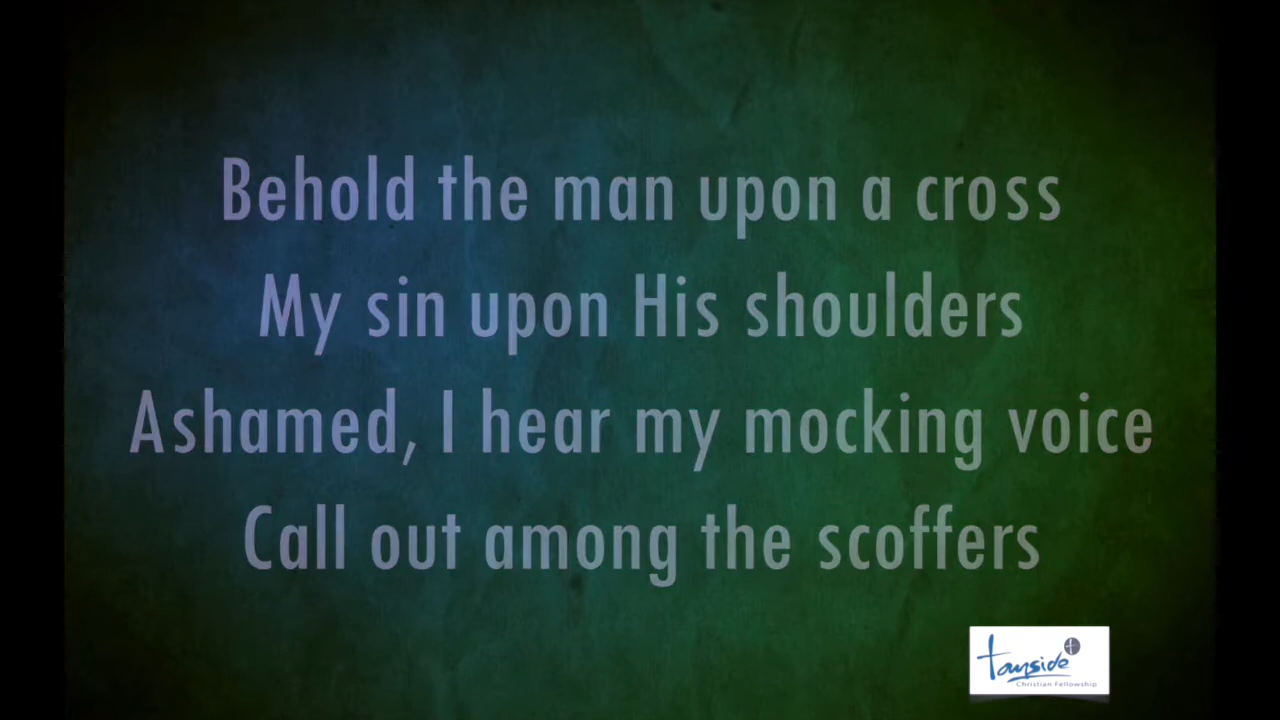 Behold the man upon a cross
My sin upon His shoulders
Ashamed, I hear my mocking voice
Call out among the scoffers
tayside
Christian Fellowship